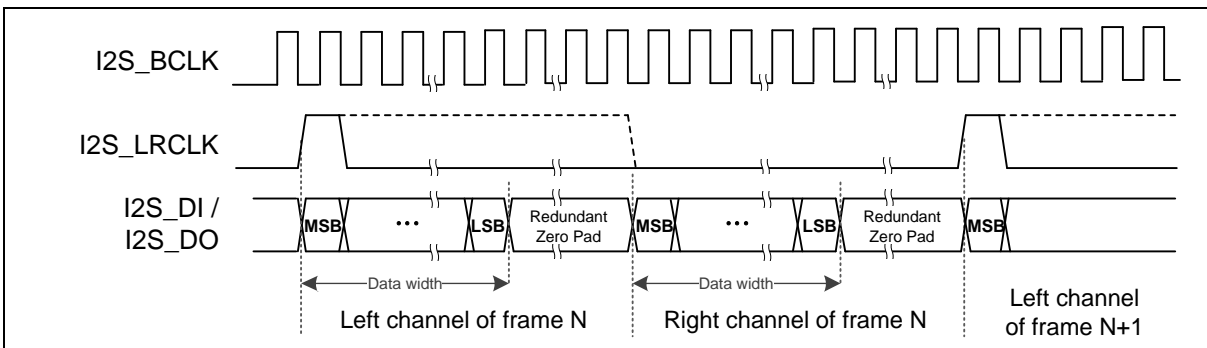 I2S_BCLK
I2S_LRCLK
I2S_DI /
I2S_DO
MSB
•••
LSB
Redundant
Zero Pad
MSB
•••
LSB
Redundant
Zero Pad
MSB
Data width
Data width
Left channel of frame N
Right channel of frame N
Left channel
of frame N+1